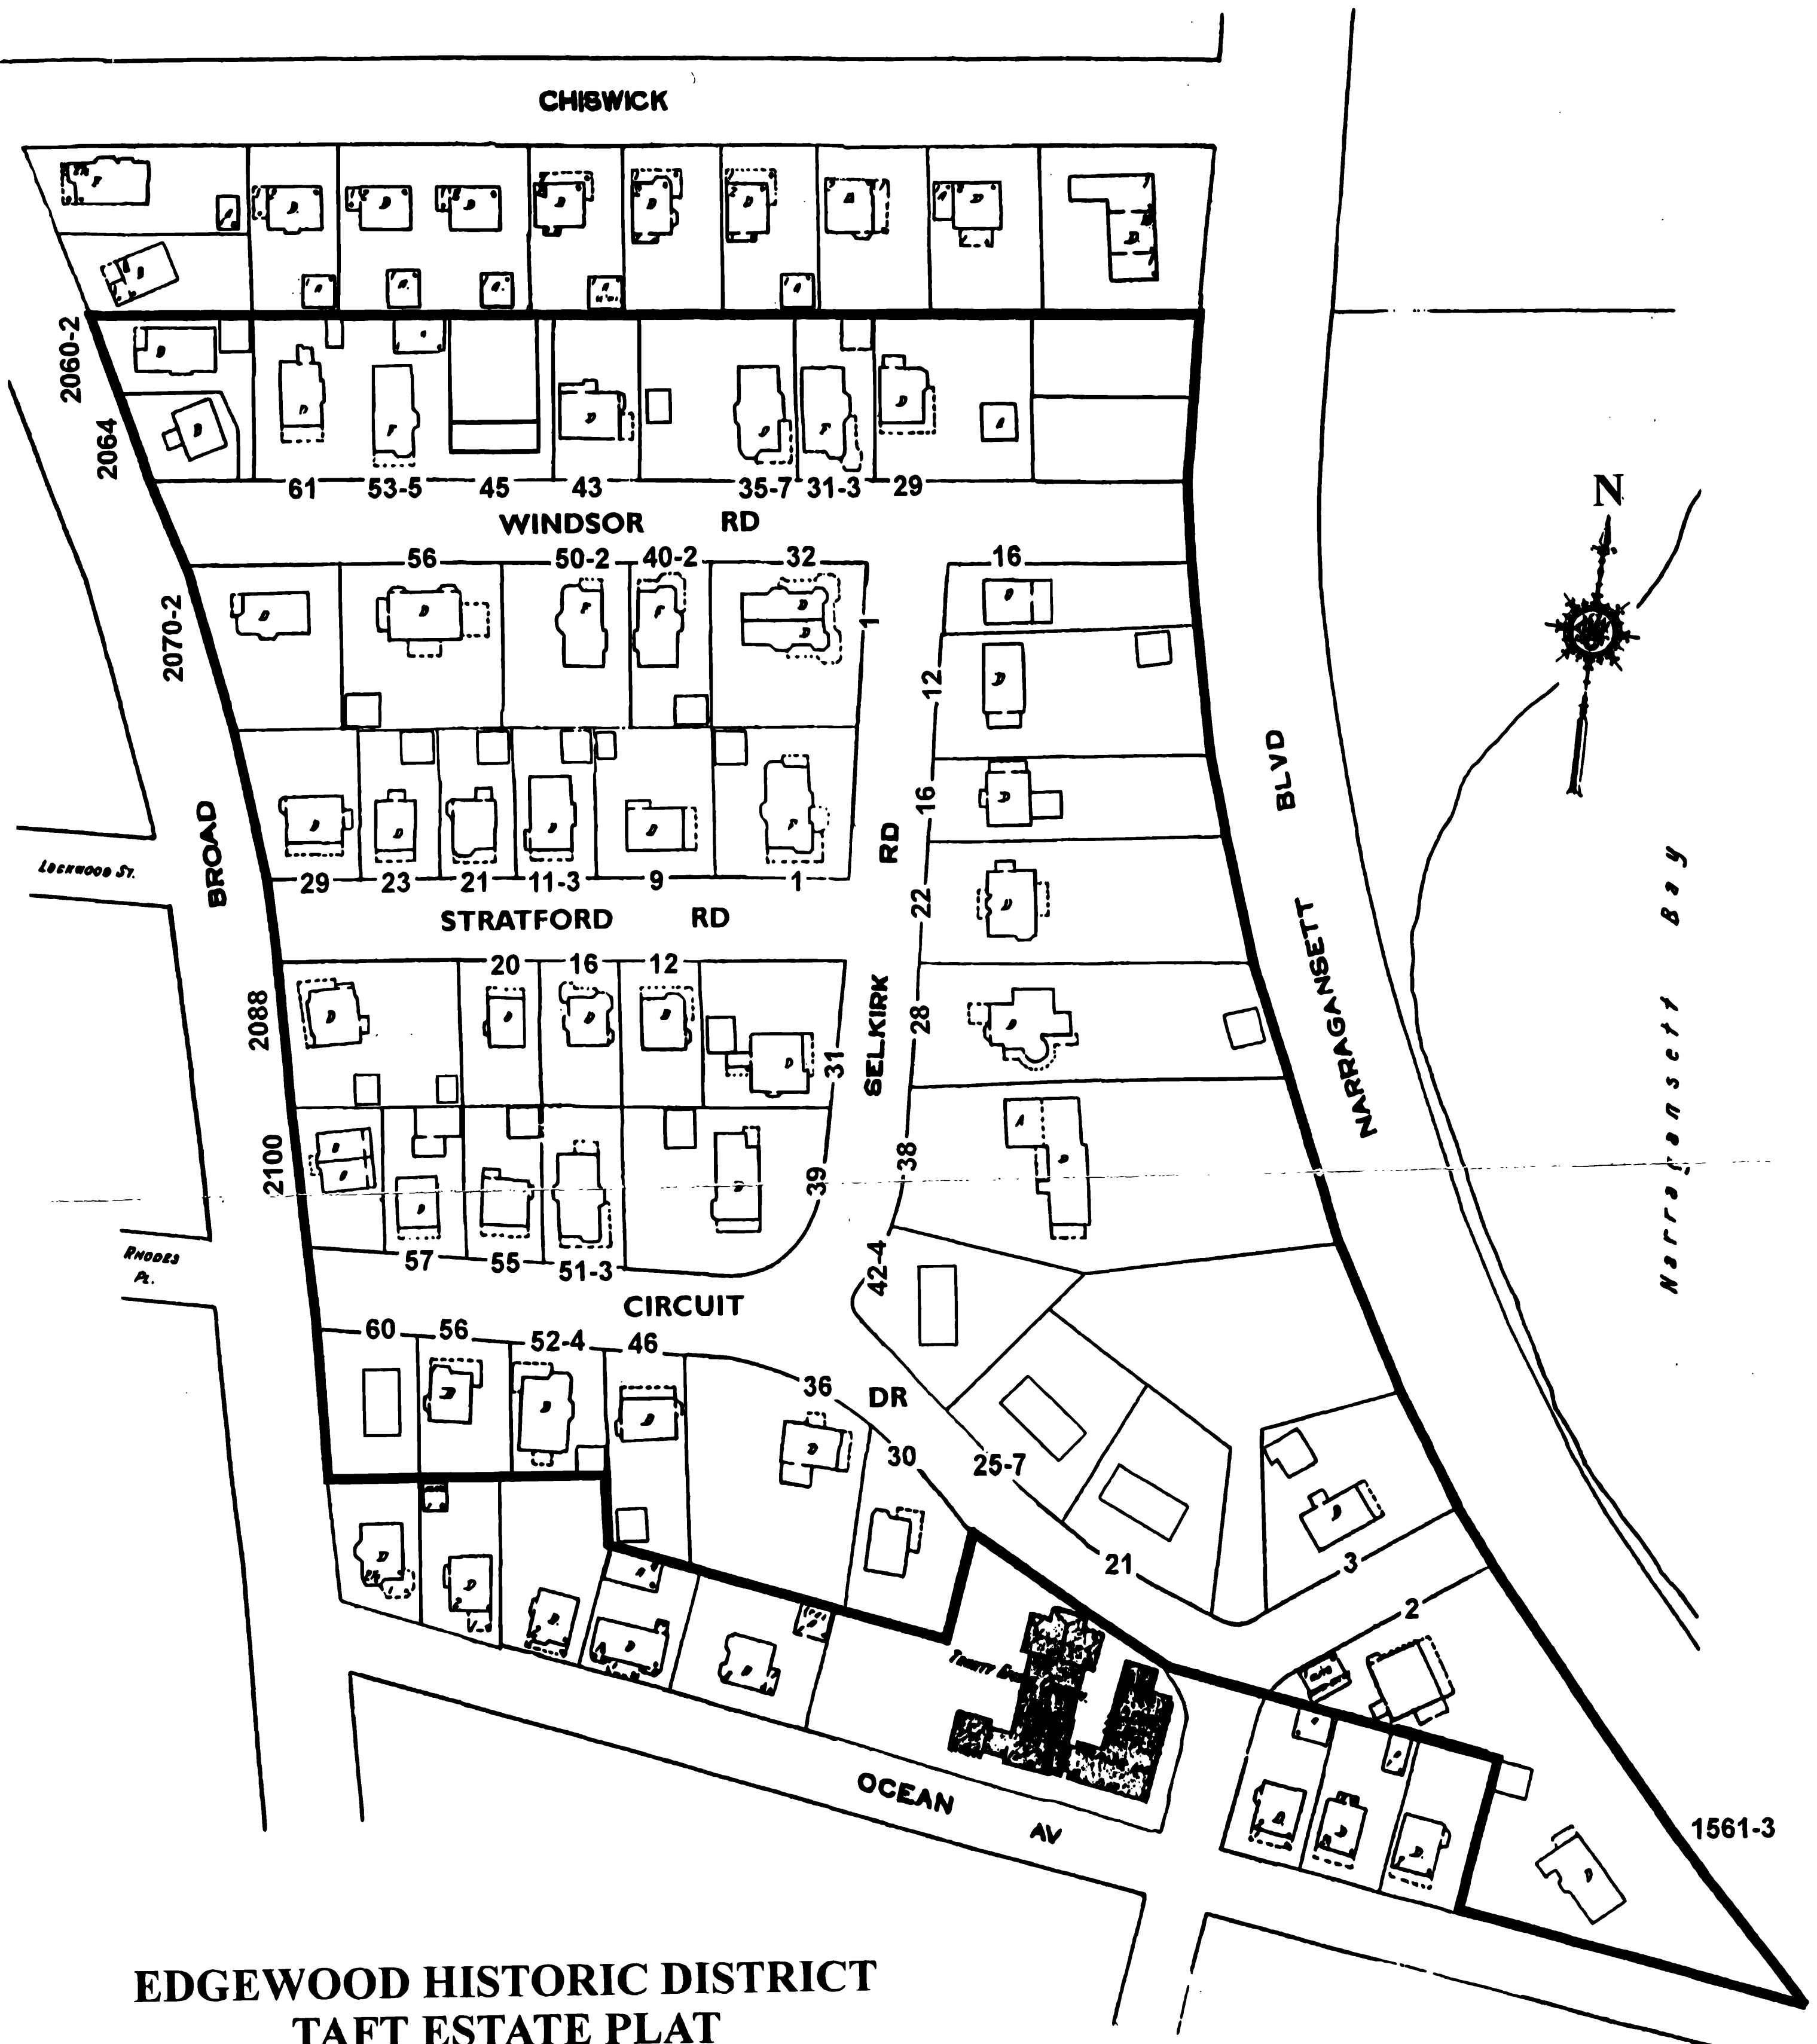 CHISWICK
2060-2
2064
61 53-5 45 43 35-7 31-3 29
WINDSOR RD
N
56 50-2 40-2 32 16
2070-2
1
12
16
BLVD
BROAD
RD
LOCKWOOD ST.
29 23 21 11-3 9 1
22
STRATFORD RD
NARRAGANSETT
Narragansett Bay
20 16 12
2088
SELKIRK
28
31
2100
39
38
RHODES
PL.
57 55 51-3
42-4
CIRCUIT
60 56 52-4 46
36
DR
30
25-7
21
3
2
OCEAN
AV
1561-3
EDGEWOOD HISTORIC DISTRICT
TAFT ESTATE PLAT